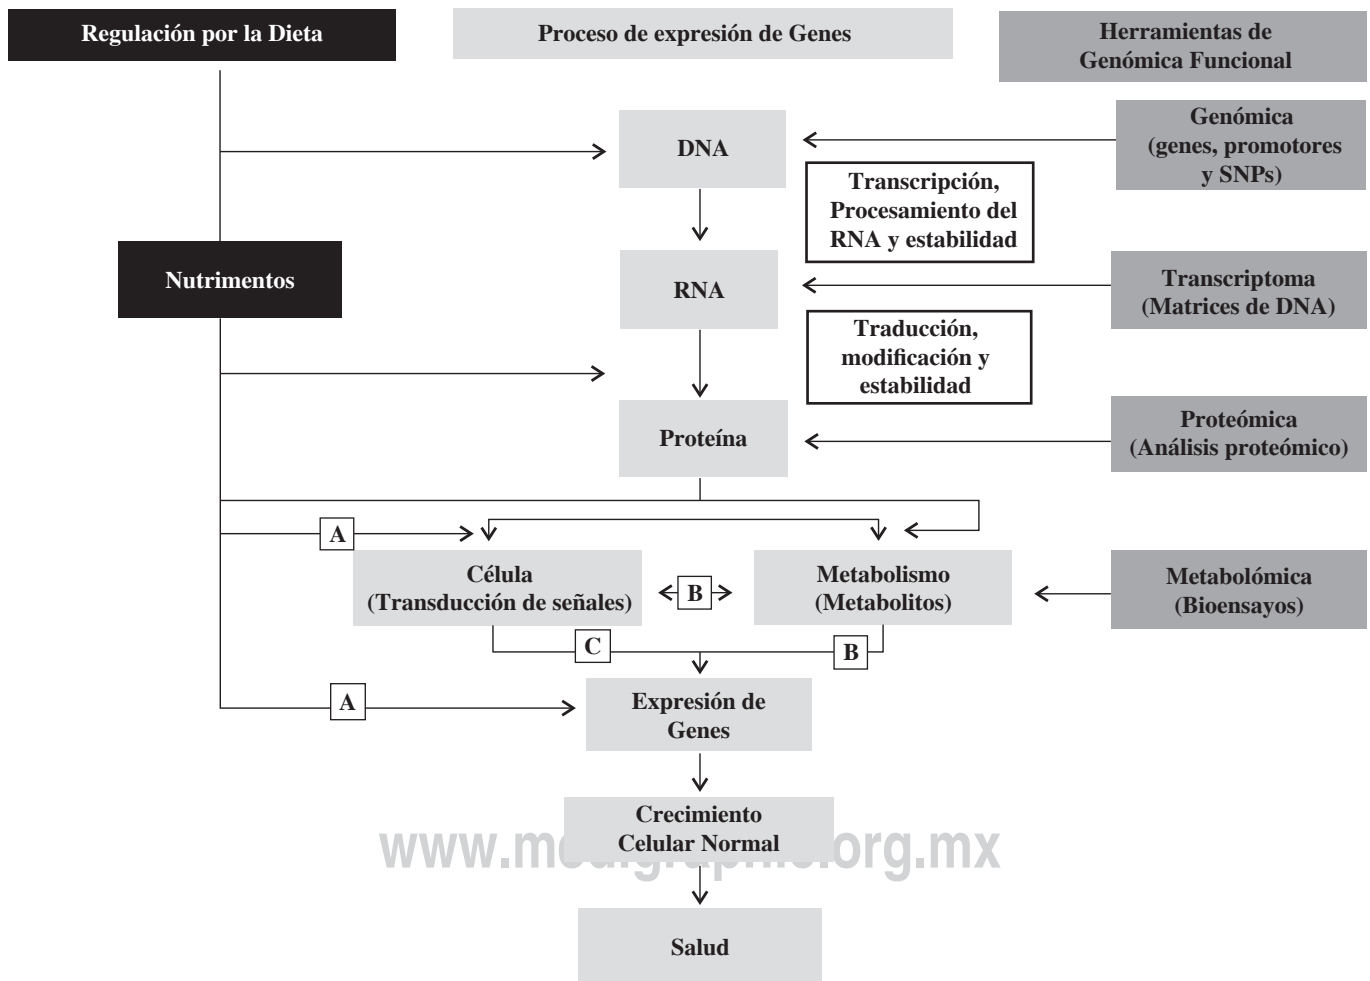 Regulación por la Dieta
Proceso de expresión de Genes
Herramientas de
Genómica Funcional
DNA
Genómica
(genes, promotores
y SNPs)
Transcripción,
Procesamiento del
RNA y estabilidad
Nutrimentos
RNA
Transcriptoma
(Matrices de DNA)
Traducción,
modificación y
estabilidad
Proteína
Proteómica
(Análisis proteómico)
A
Célula
(Transducción de señales)
B
Metabolismo
(Metabolitos)
Metabolómica
(Bioensayos)
C
B
A
Expresión de
Genes
Crecimiento
Celular Normal
Salud